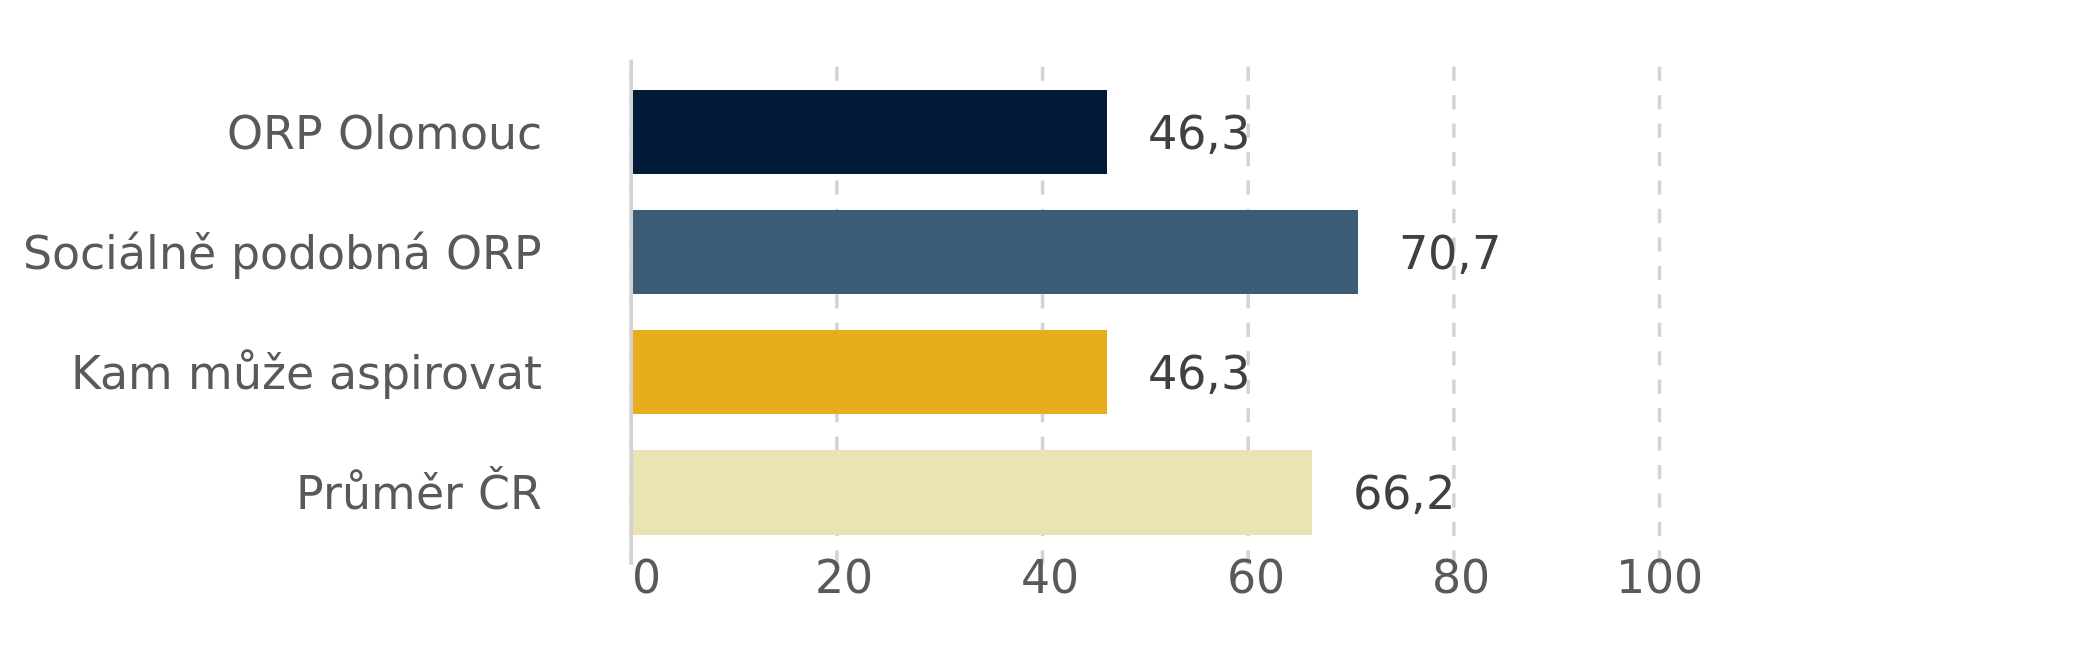 ORP Olomouc 46,3
Sociálně podobná ORP 70,7
Kam může aspirovat 46,3
Průměr ČR 66,2
0 20 40 60 80 100